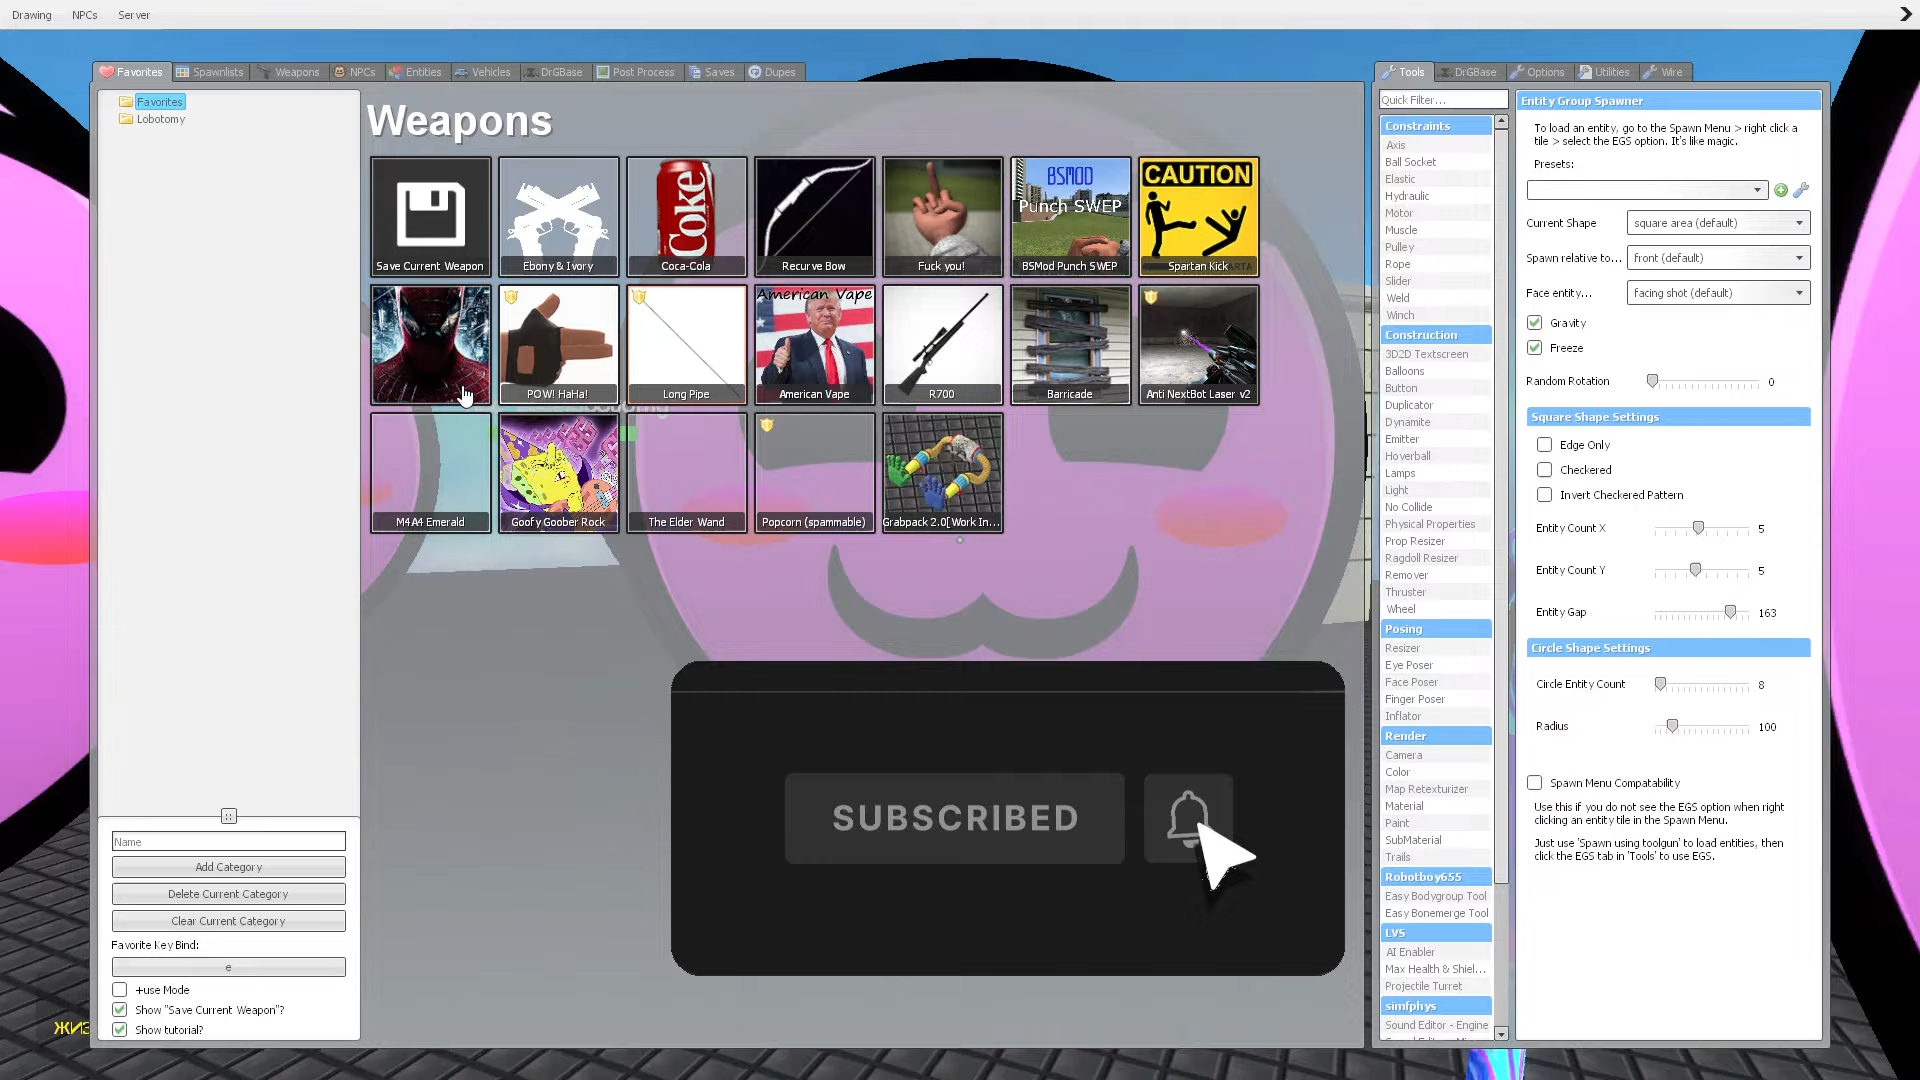 Drawing
NPCs
Server
Favorites
Spawnlists
Weapons
NPCs
Entities
Vehicles
DrGBase
Post Process
Saves
Dupes
Favorites
Lobotomy
Weapons
Save Current Weapon
Ebony & Ivory
Coke
Coca-Cola
Recurve Bow
Fuck you!
BSMOD
Punch SWEP
BSMod Punch SWEP
CAUTION
Spartan Kick
POW! HaHa!
Long Pipe
American Vape
American Vape
R700
Barricade
Anti NextBot Laser v2
M4A4 Emerald
Goofy Goober Rock
The Elder Wand
Popcorn (spammable)
Grabpack 2.0[Work In...
SUBSCRIBED
Name
Add Category
Delete Current Category
Clear Current Category
Favorite Key Bind:
e
+use Mode
Show "Save Current Weapon"?
Show tutorial?
ЖИЗ
Tools
DrGBase
Options
Utilities
Wire
Quick Filter...
Constraints
Axis
Ball Socket
Elastic
Hydraulic
Motor
Muscle
Pulley
Rope
Slider
Weld
Winch
Construction
3D2D Textscreen
Balloons
Button
Duplicator
Dynamite
Emitter
Hoverball
Lamps
Light
No Collide
Physical Properties
Prop Resizer
Ragdoll Resizer
Remover
Thruster
Wheel
Posing
Resizer
Eye Poser
Face Poser
Finger Poser
Inflator
Render
Camera
Color
Map Retexturizer
Material
Paint
SubMaterial
Trails
Robotboy655
Easy Bodygroup Tool
Easy Bonemerge Tool
LVS
AI Enabler
Max Health & Shiel...
Projectile Turret
simfphys
Sound Editor - Engine
Entity Group Spawner
To load an entity, go to the Spawn Menu > right click a
tile > select the EGS option. It's like magic.
Presets:
Current Shape
square area (default)
Spawn relative to...
front (default)
Face entity...
facing shot (default)
Gravity
Freeze
Random Rotation
0
Square Shape Settings
Edge Only
Checkered
Invert Checkered Pattern
Entity Count X
5
Entity Count Y
5
Entity Gap
163
Circle Shape Settings
Circle Entity Count
8
Radius
100
Spawn Menu Compatability
Use this if you do not see the EGS option when right
clicking an entity tile in the Spawn Menu.
Just use 'Spawn using toolgun' to load entities, then
click the EGS tab in 'Tools' to use EGS.